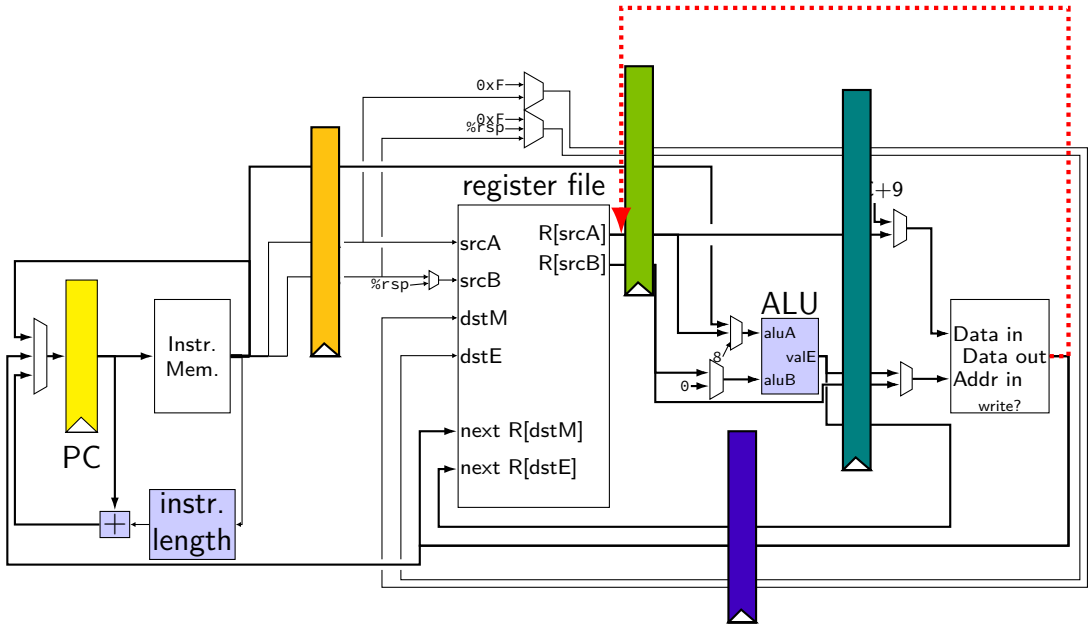 0xF
0xF
%rsp
register file
C+9
srcA
R[srcA]
R[srcB]
%rsp
srcB
dstM
dstE
next R[dstM]
next R[dstE]
Instr.
Mem.
PC
instr.
length
+
ALU
aluA
valE
aluB
8
0
Data in
Data out
Addr in
write?